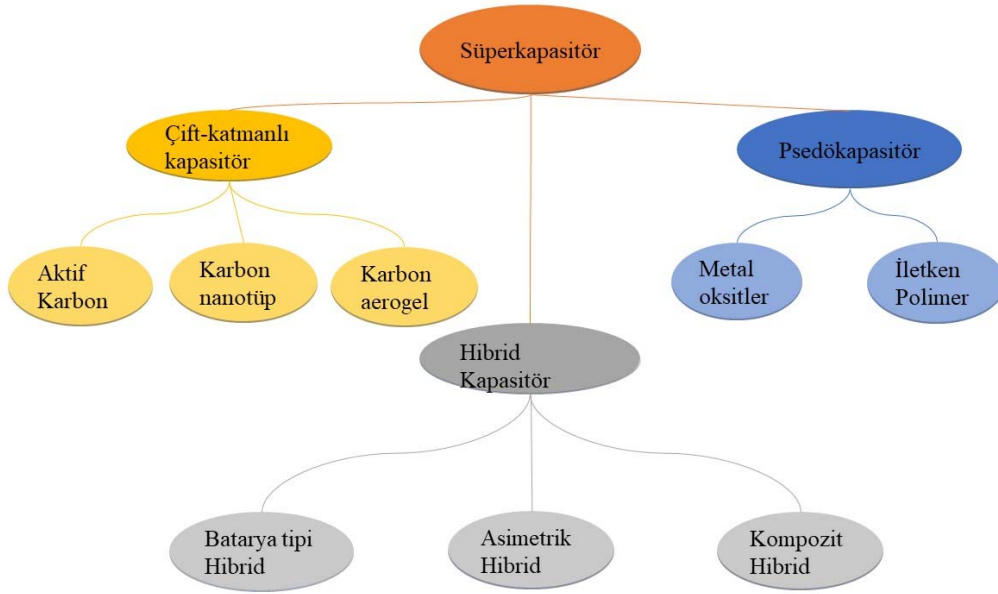 Süperkapasitör
Çift-katmanlı
kapasitör
Psedökapasitör
Aktif
Karbon
Karbon
nanotüp
Karbon
aerogel
Metal
oksitler
İletken
Polimer
Hibrid
Kapasitör
Batarya tipi
Hibrid
Asimetrik
Hibrid
Kompozit
Hibrid